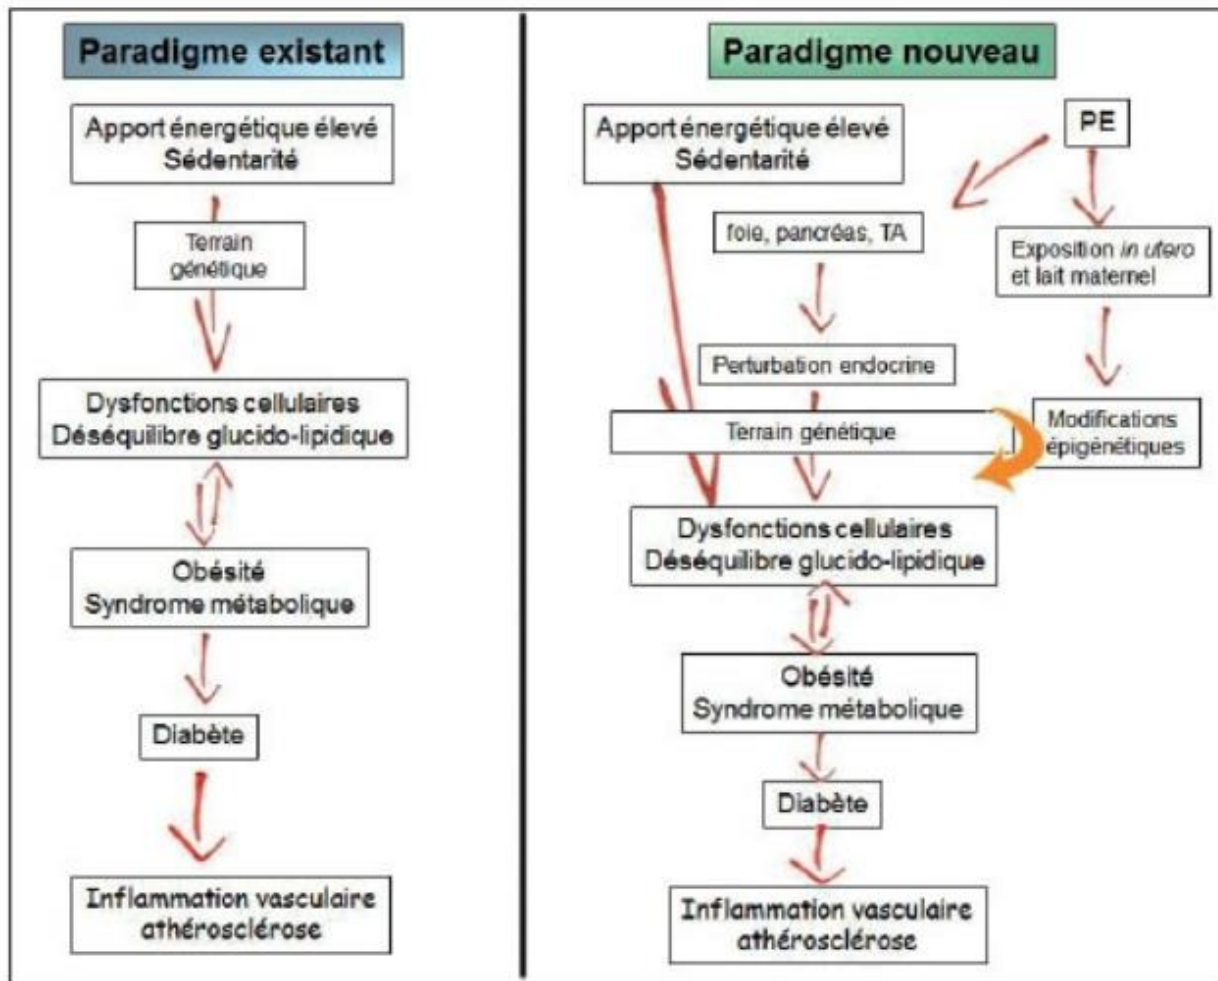 Paradigme existant
Apport énergétique élevé
Sédentarité
Terrain
génétique
Dysfonctions cellulaires
Déséquilibre glucido-lipidique
Obésité
Syndrome métabolique
Diabète
Inflammation vasculaire
athérosclérose
Paradigme nouveau
Apport énergétique élevé
Sédentarité
PE
foie, pancréas, TA
Exposition in utero
et lait maternel
Perturbation endocrine
Terrain génétique
Modifications
épigénétiques
Dysfonctions cellulaires
Déséquilibre glucido-lipidique
Obésité
Syndrome métabolique
Diabète
Inflammation vasculaire
athérosclérose